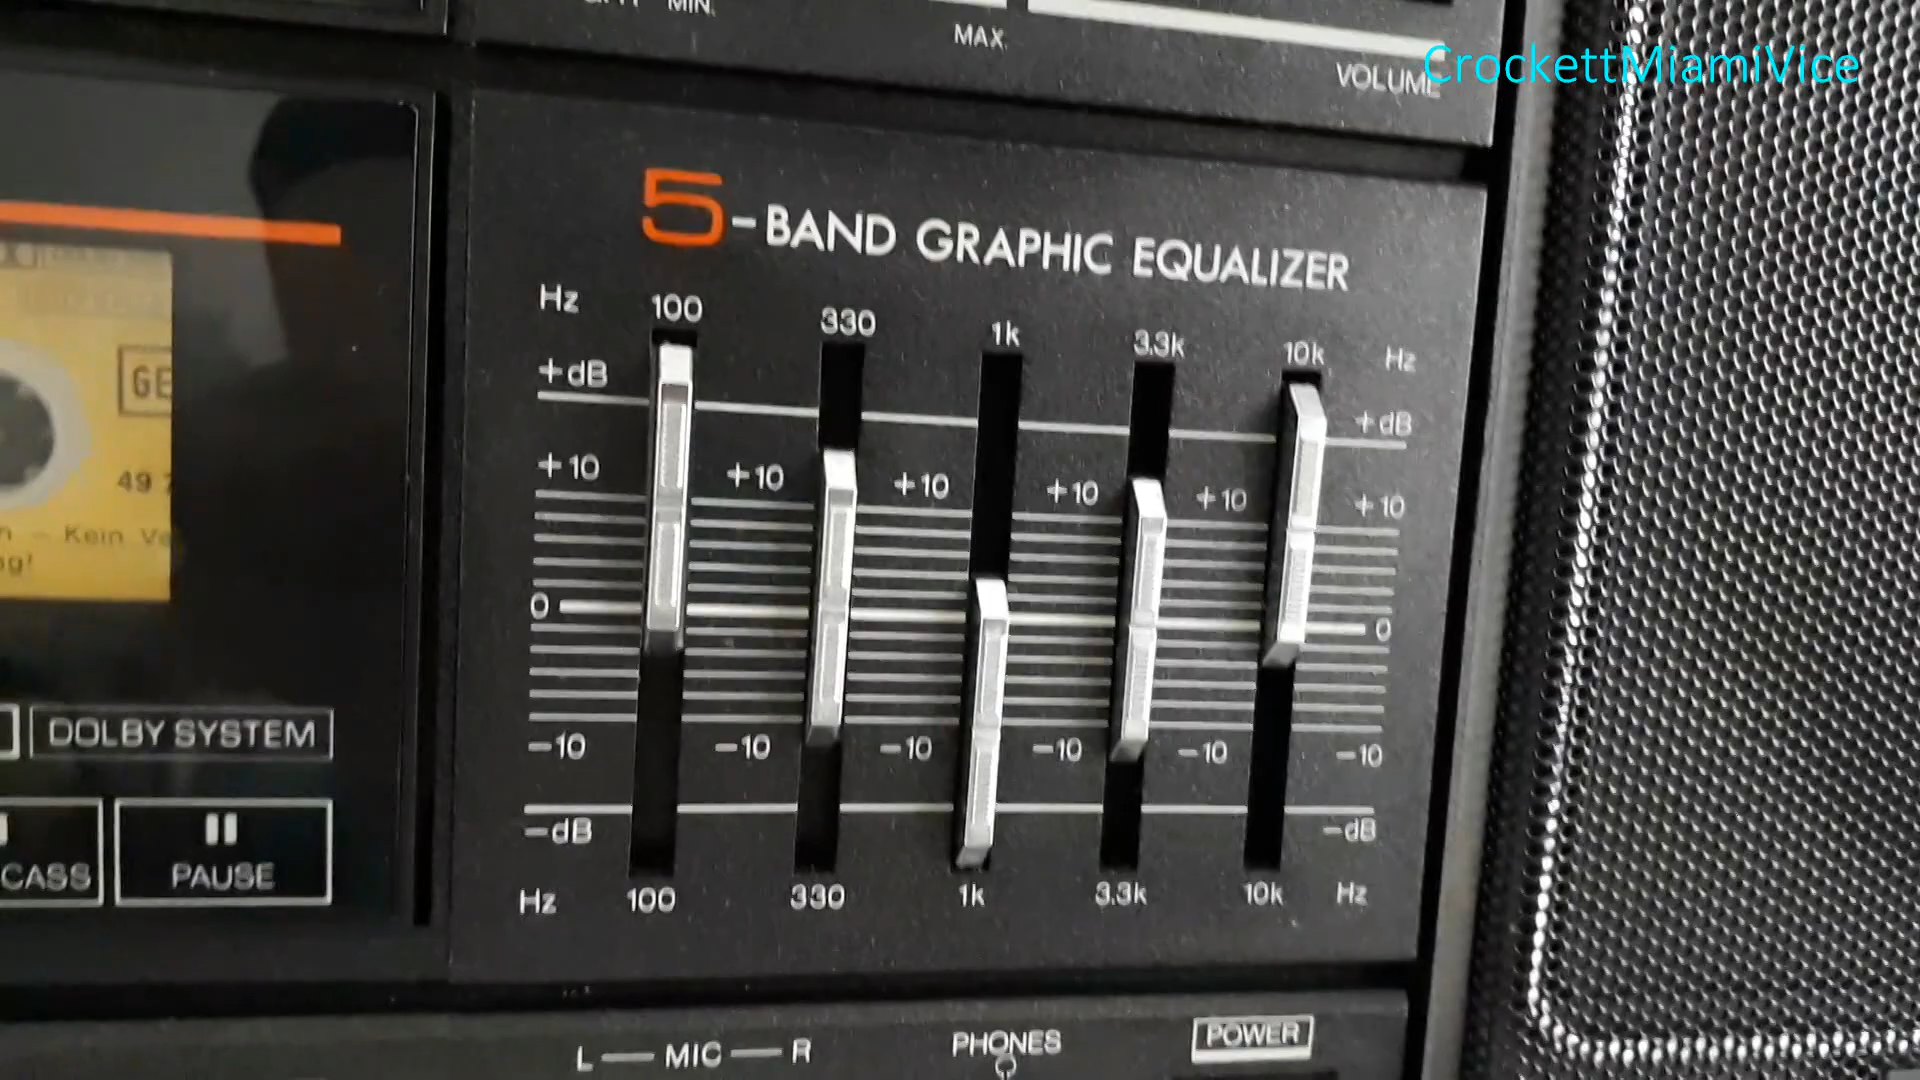 MIN.
MAX.
VOLUME
CrockettMiamiVice
5-BAND GRAPHIC EQUALIZER
Hz 100 330 1k 3.3k 10k Hz
+dB +dB
+10 +10 +10 +10 +10 +10
0 0
-10 -10 -10 -10 -10 -10
-dB -dB
Hz 100 330 1k 3.3k 10k Hz
GE
49
– Kein Ve
DOLBY SYSTEM
CASS
PAUSE
L — MIC — R
PHONES
POWER